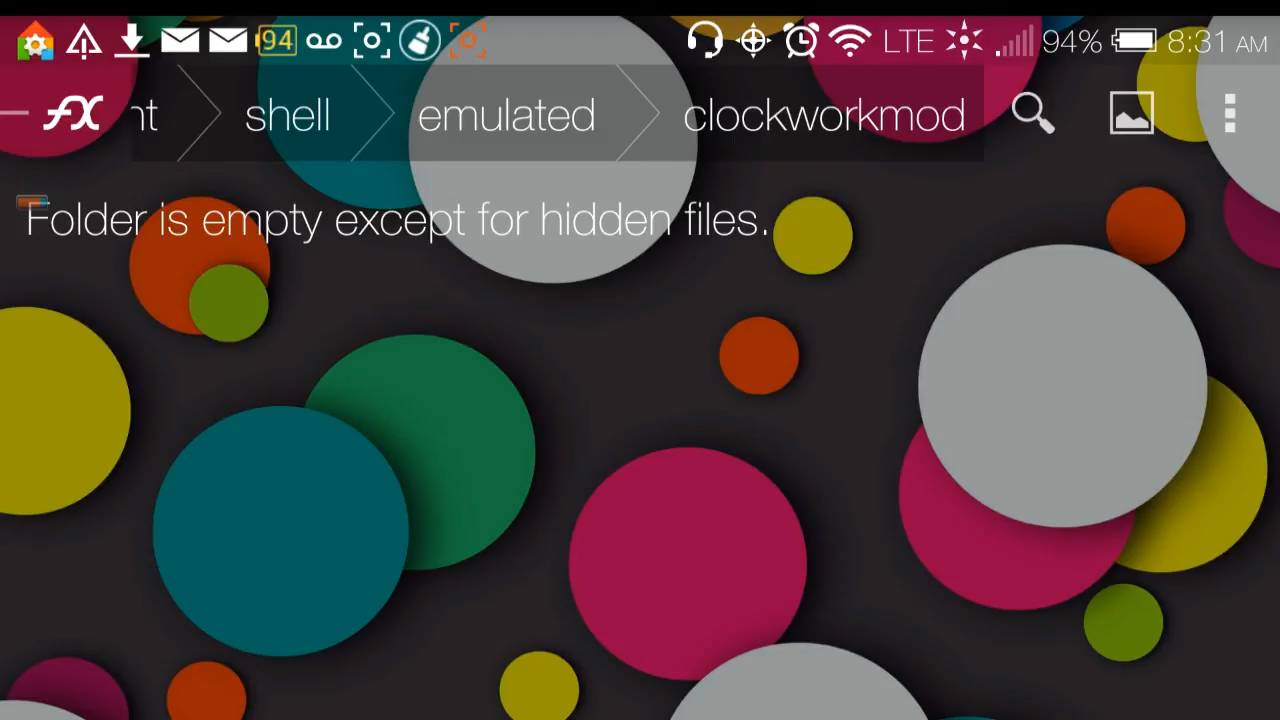 94 LTE 94% 8:31 AM
FX nt shell emulated clockworkmod
Folder is empty except for hidden files.